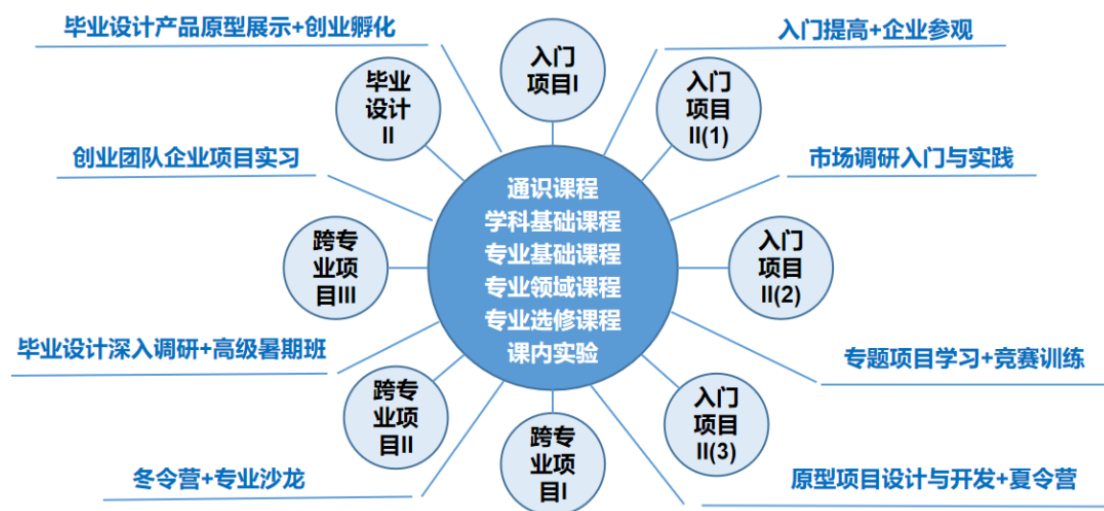 毕业设计产品原型展示+创业孵化
入门
项目I
入门提高+企业参观
毕业
设计
II
入门
项目
II(1)
创业团队企业项目实习
市场调研入门与实践
通识课程
学科基础课程
专业基础课程
专业领域课程
专业选修课程
课内实验
跨专
业项
目III
入门
项目
II(2)
毕业设计深入调研+高级暑期班
专题项目学习+竞赛训练
跨专
业项
目II
入门
项目
II(3)
跨专
业项
目I
冬令营+专业沙龙
原型项目设计与开发+夏令营